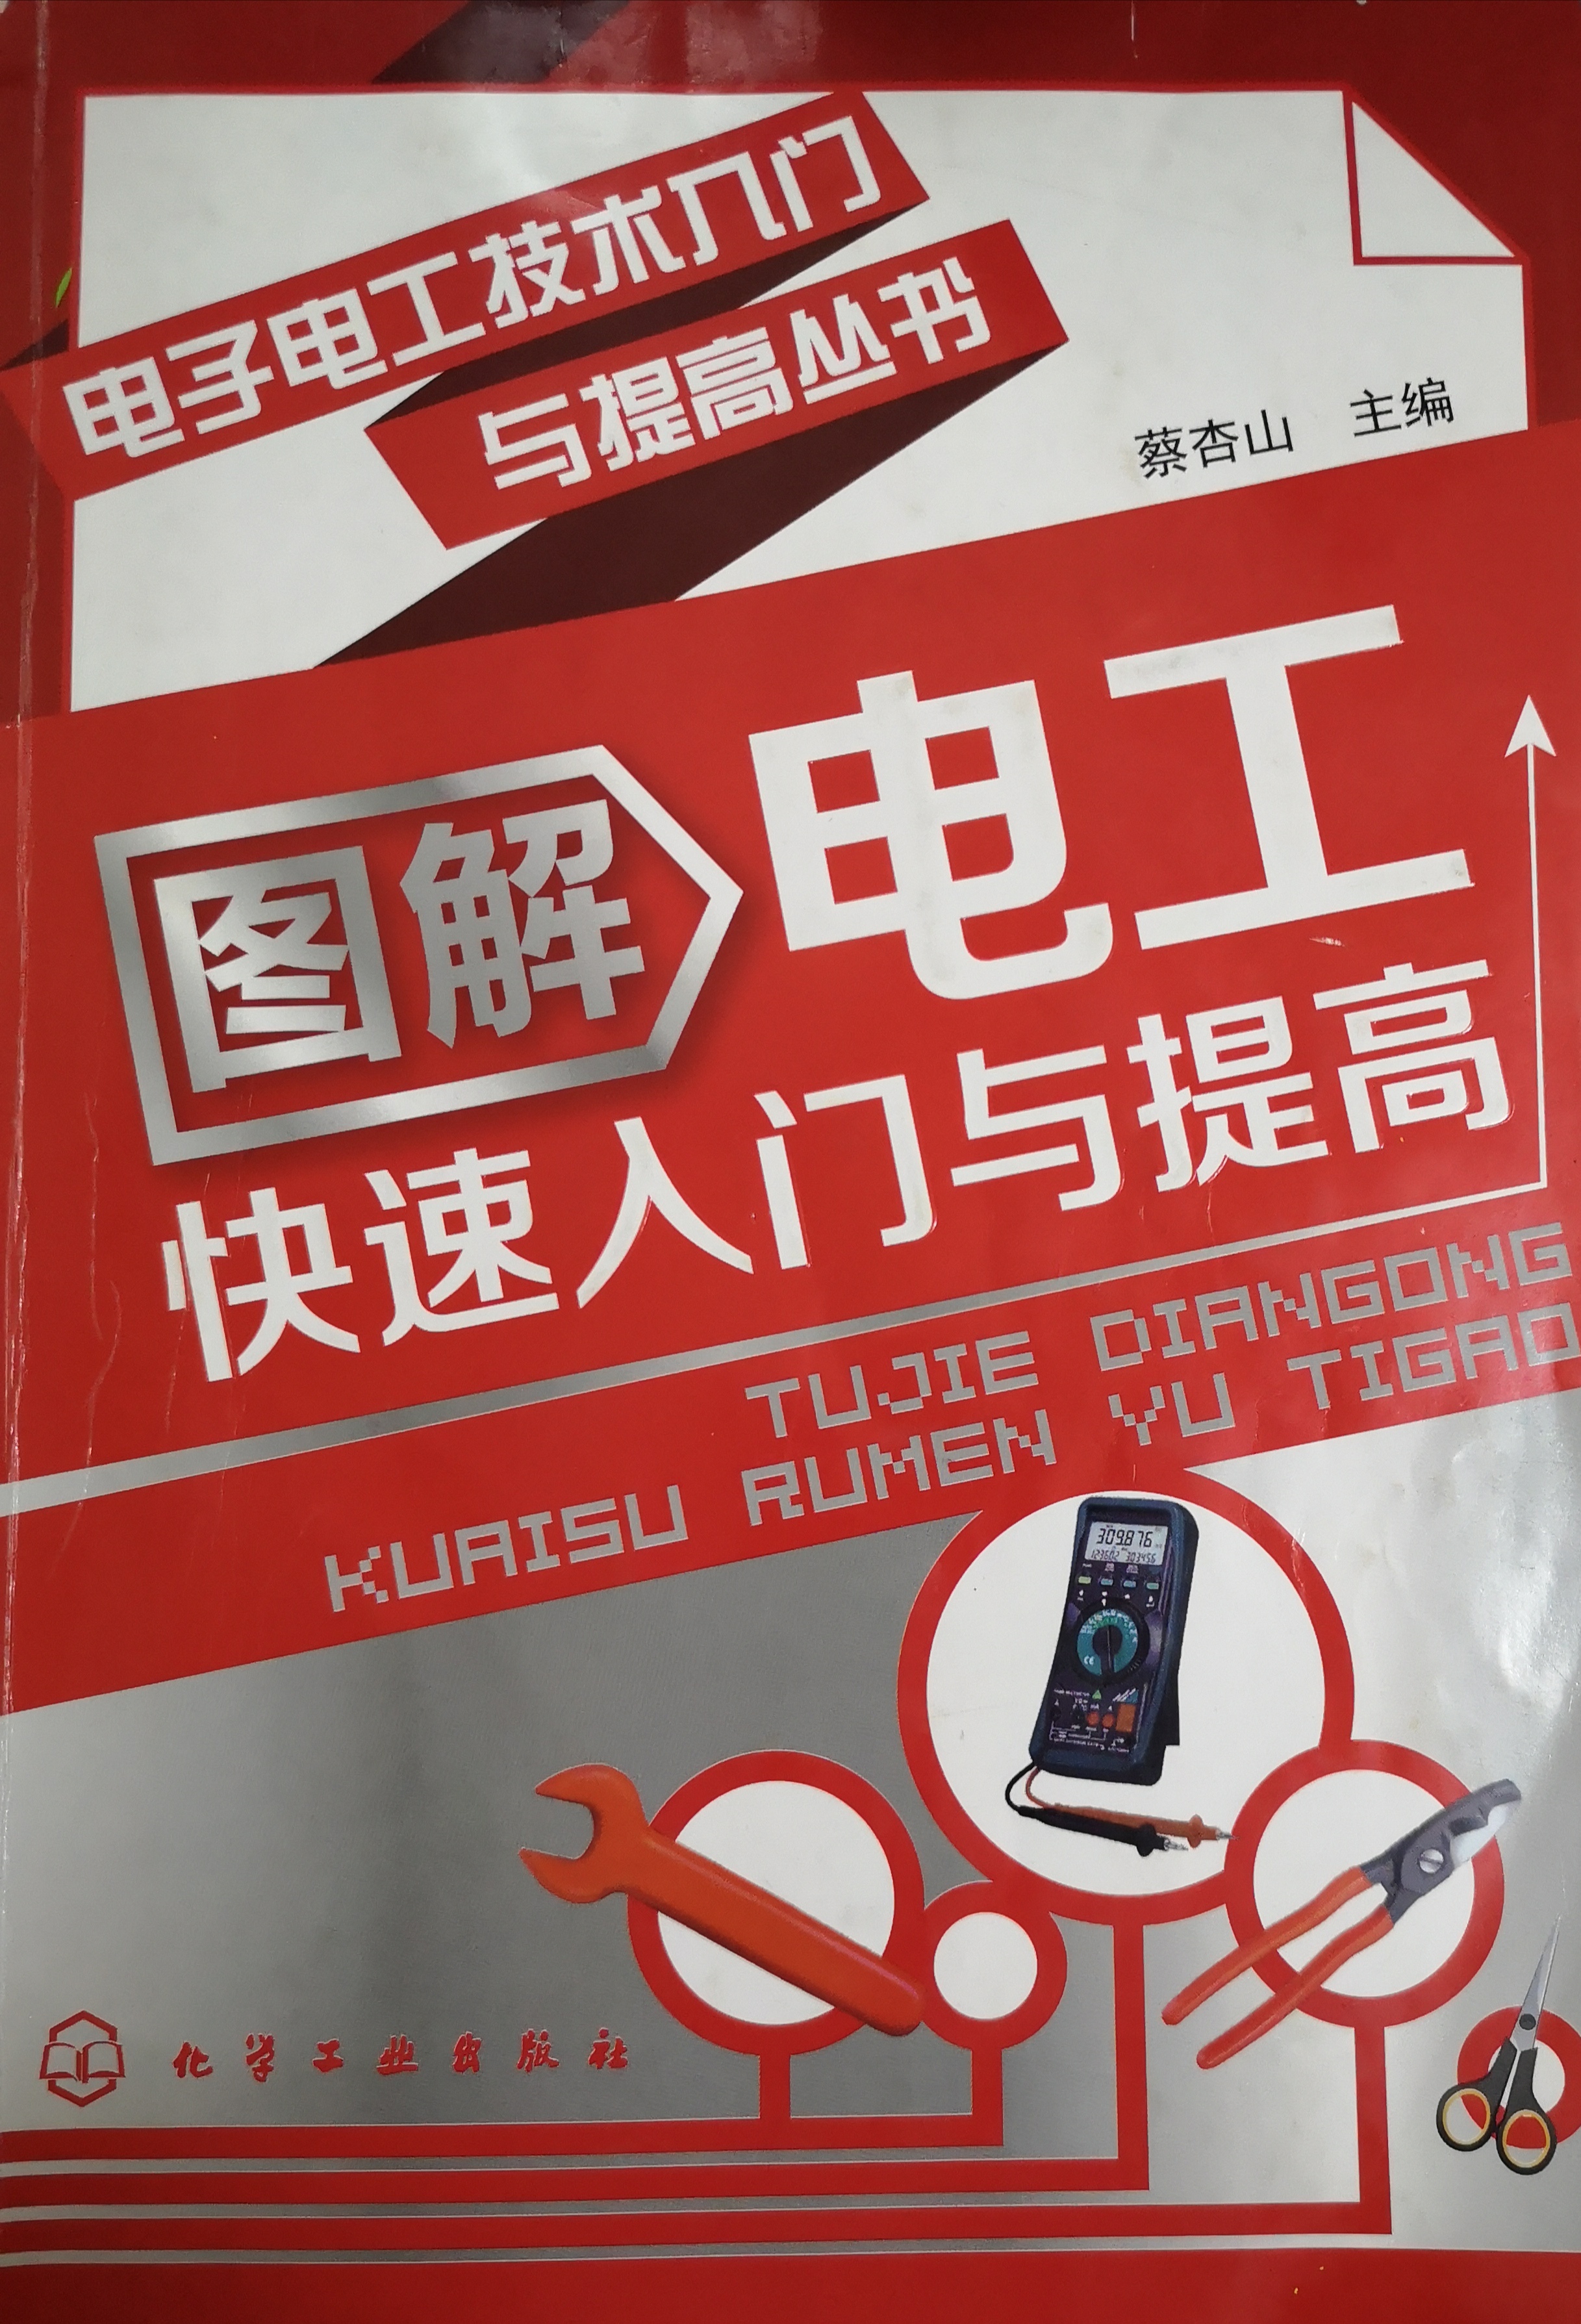 电子电工技术入门
与提高丛书
蔡杏山 主编
图解 电工
快速入门与提高
TUJIE DIANGONG
KUAISU RUMEN YU TIGAO
309.876
化学工业出版社